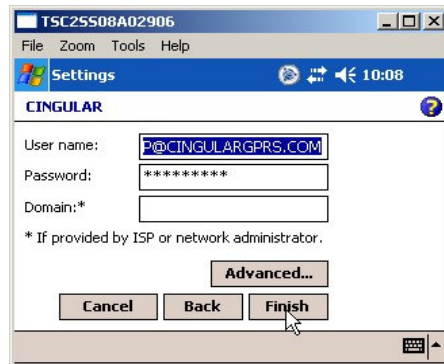 TSC2SS08A02906
File Zoom Tools Help
Settings 10:08
CINGULAR
User name: P@CINGULARGPRS.COM
Password: *********
Domain:*
* If provided by ISP or network administrator.
Advanced...
Cancel Back Finish